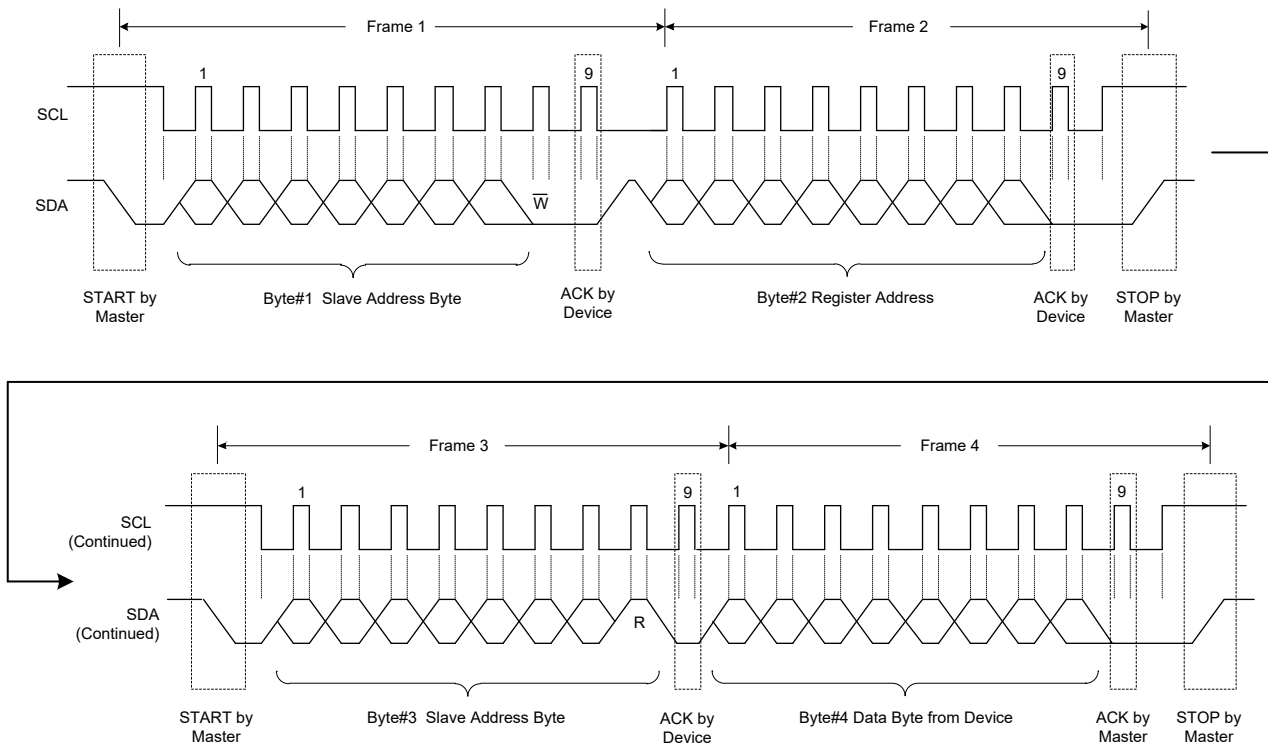 Frame 1
Frame 2
1
9
1
9
SCL
SDA
W
START by
Master
Byte#1 Slave Address Byte
ACK by
Device
Byte#2 Register Address
ACK by
Device
STOP by
Master
Frame 3
Frame 4
1
9
1
9
SCL
(Continued)
SDA
(Continued)
R
START by
Master
Byte#3 Slave Address Byte
ACK by
Device
Byte#4 Data Byte from Device
ACK by
Master
STOP by
Master